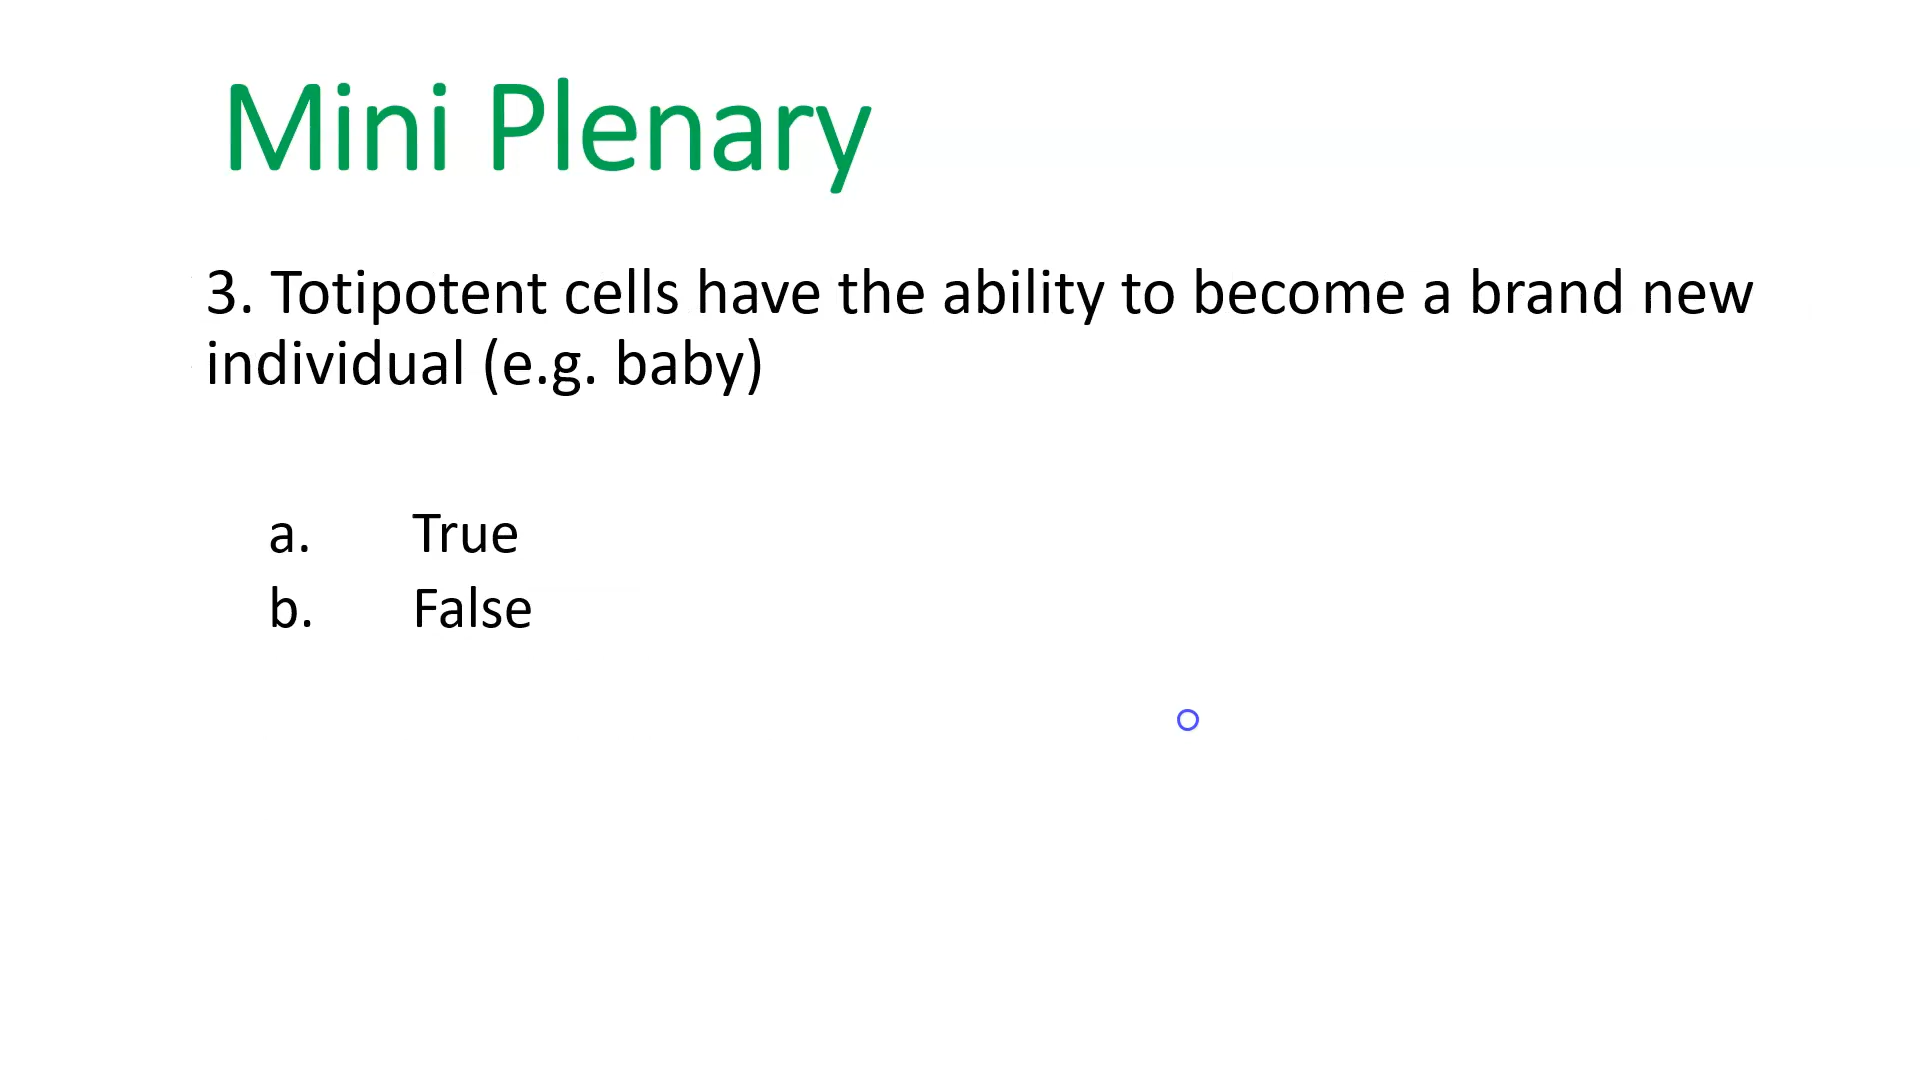 Mini Plenary
3. Totipotent cells have the ability to become a brand new
individual (e.g. baby)
a. True
b. False